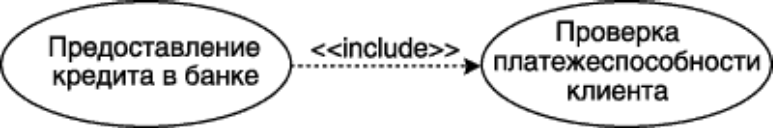 Предоставление
кредита в банке
<<include>>
Проверка
платежеспособности
клиента